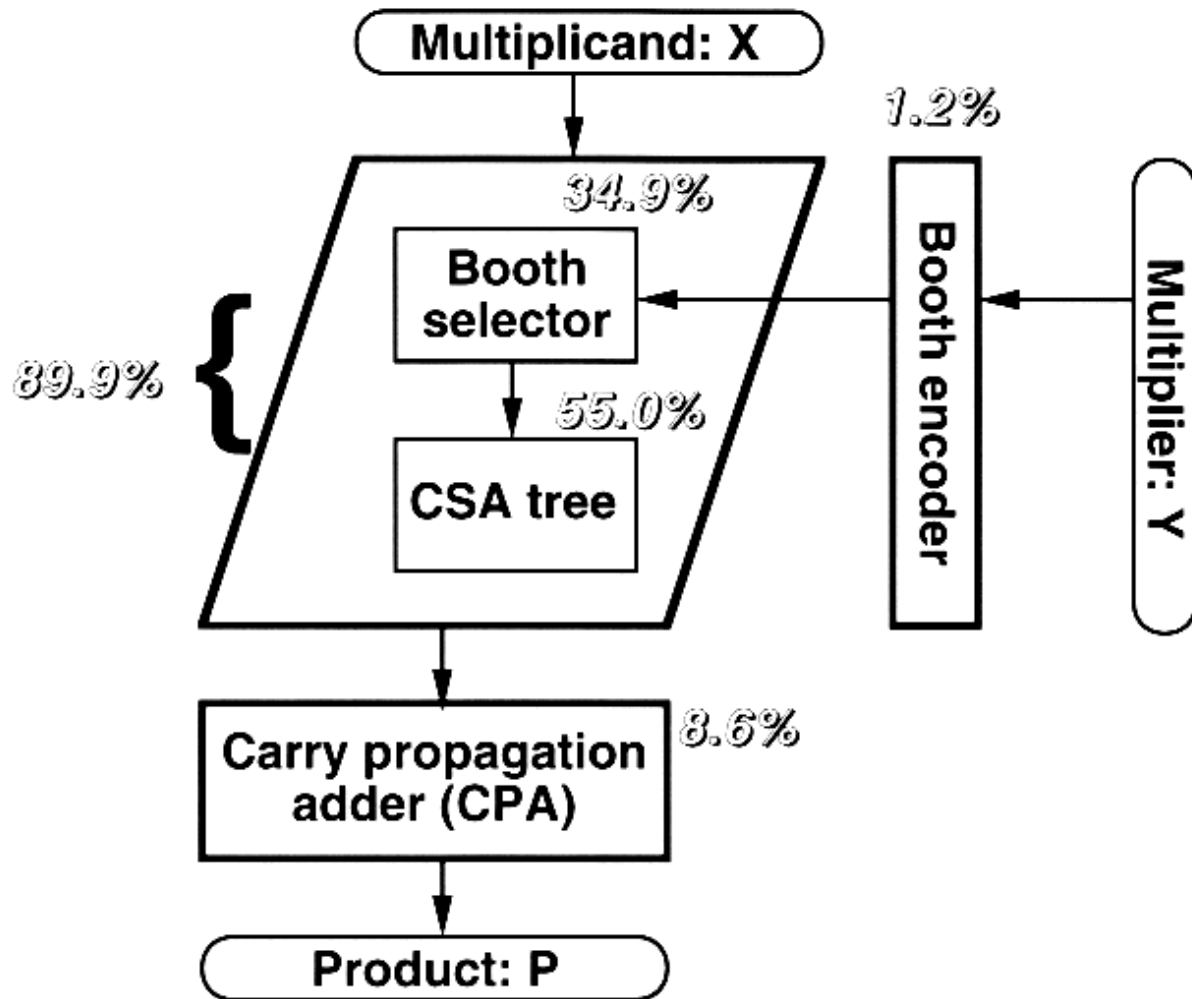 Multiplicand: X
1.2%
34.9%
Booth
selector
89.9%
55.0%
CSA tree
Booth encoder
Multiplier: Y
8.6%
Carry propagation
adder (CPA)
Product: P